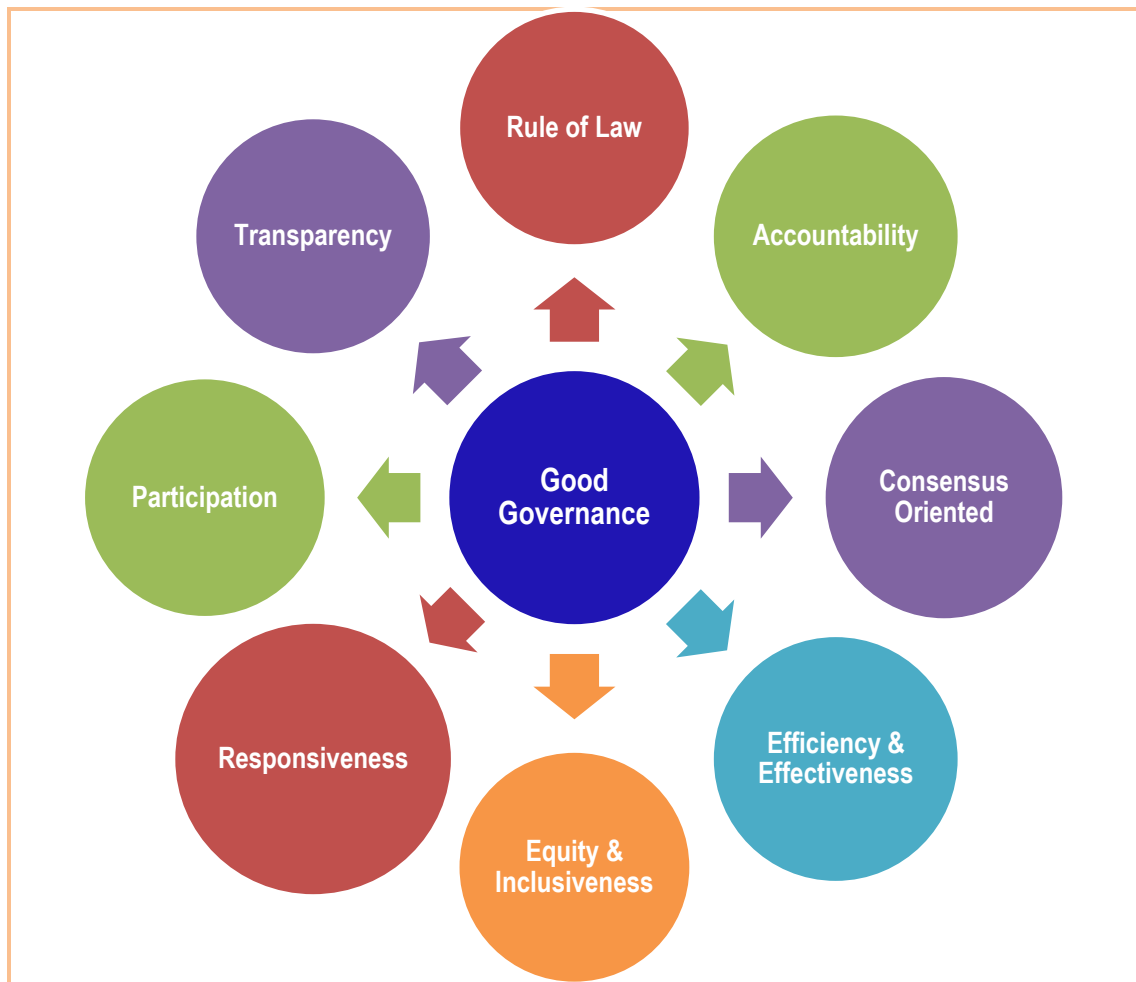 Rule of Law
Transparency
Accountability
Participation
Good
Governance
Consensus
Oriented
Responsiveness
Efficiency &
Effectiveness
Equity &
Inclusiveness